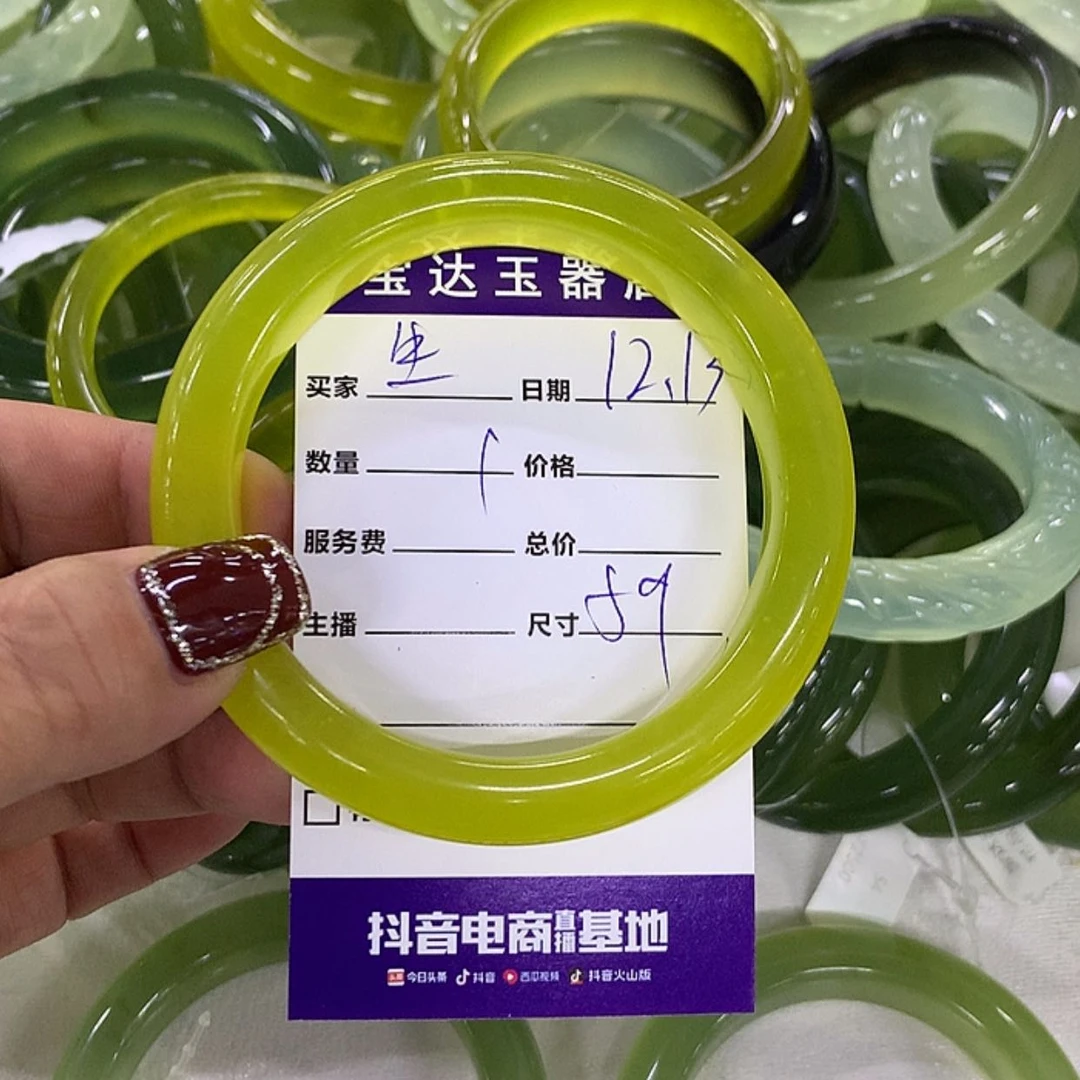 宝达玉器
买家 生 日期 12.13
数量 1 价格
服务费 总价
主播 尺寸 59
抖音电商直播基地
今日头条 抖音 西瓜视频 抖音火山版